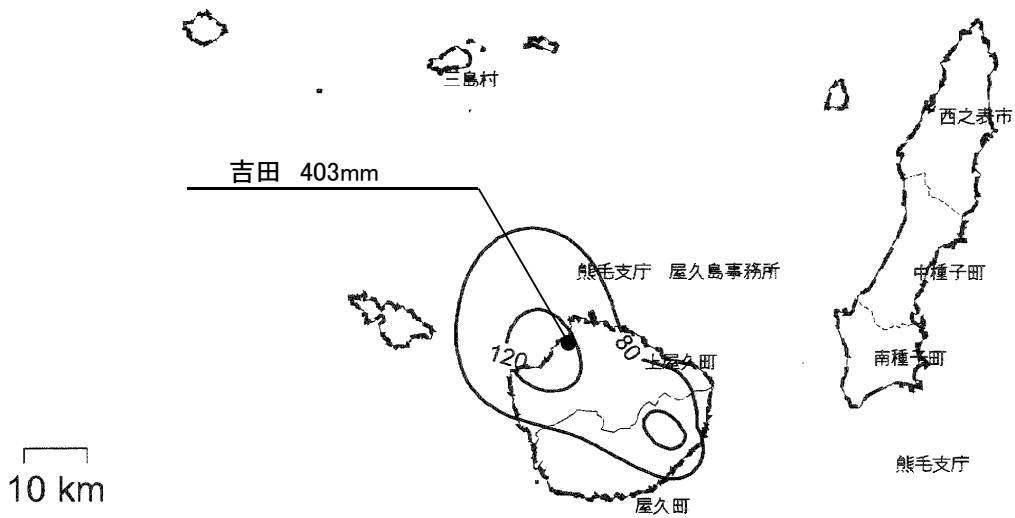 三島村
西之表市
吉田 403mm
熊毛支庁 屋久島事務所
中種子町
80
120
上屋久町
南種子町
熊毛支庁
10 km
屋久町